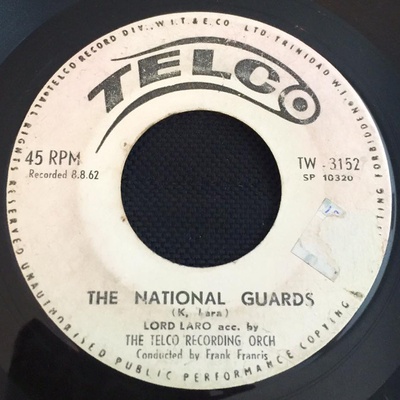 TELCO RECORD DIV., W.I.T. & E. CO LTD. TRINIDAD W.I.
ALL RIGHTS RESERVED UNAUTHORISED PUBLIC PERFORMANCE COPYING FORBIDDEN
TELCO
45 RPM
Recorded 8.8.62
TW - 3152
SP 10320
THE NATIONAL GUARDS
(K. Lara)
LORD LARO acc. by
THE TELCO RECORDING ORCH
Conducted by Frank Francis